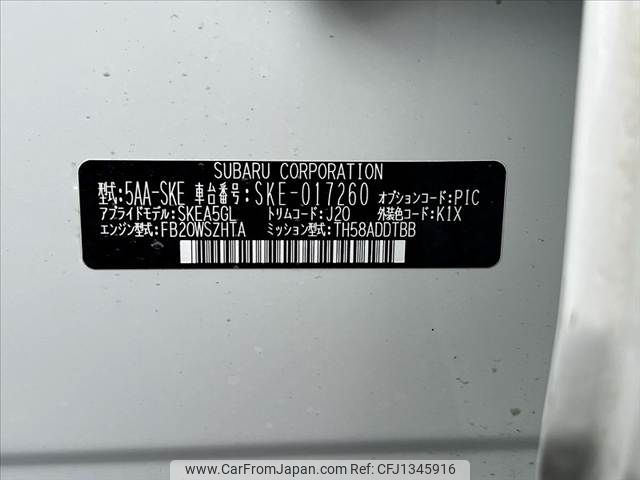 SUBARU CORPORATION
型式:5AA-SKE 車台番号:SKE-017260 オプションコード:PIC
アプライドモデル:SKEA5GL トリムコード:J20 外装色コード:K1X
エンジン型式:FB20WSZHTA ミッション型式:TH58ADDTBB
www.CarFromJapan.com CFJ1345916